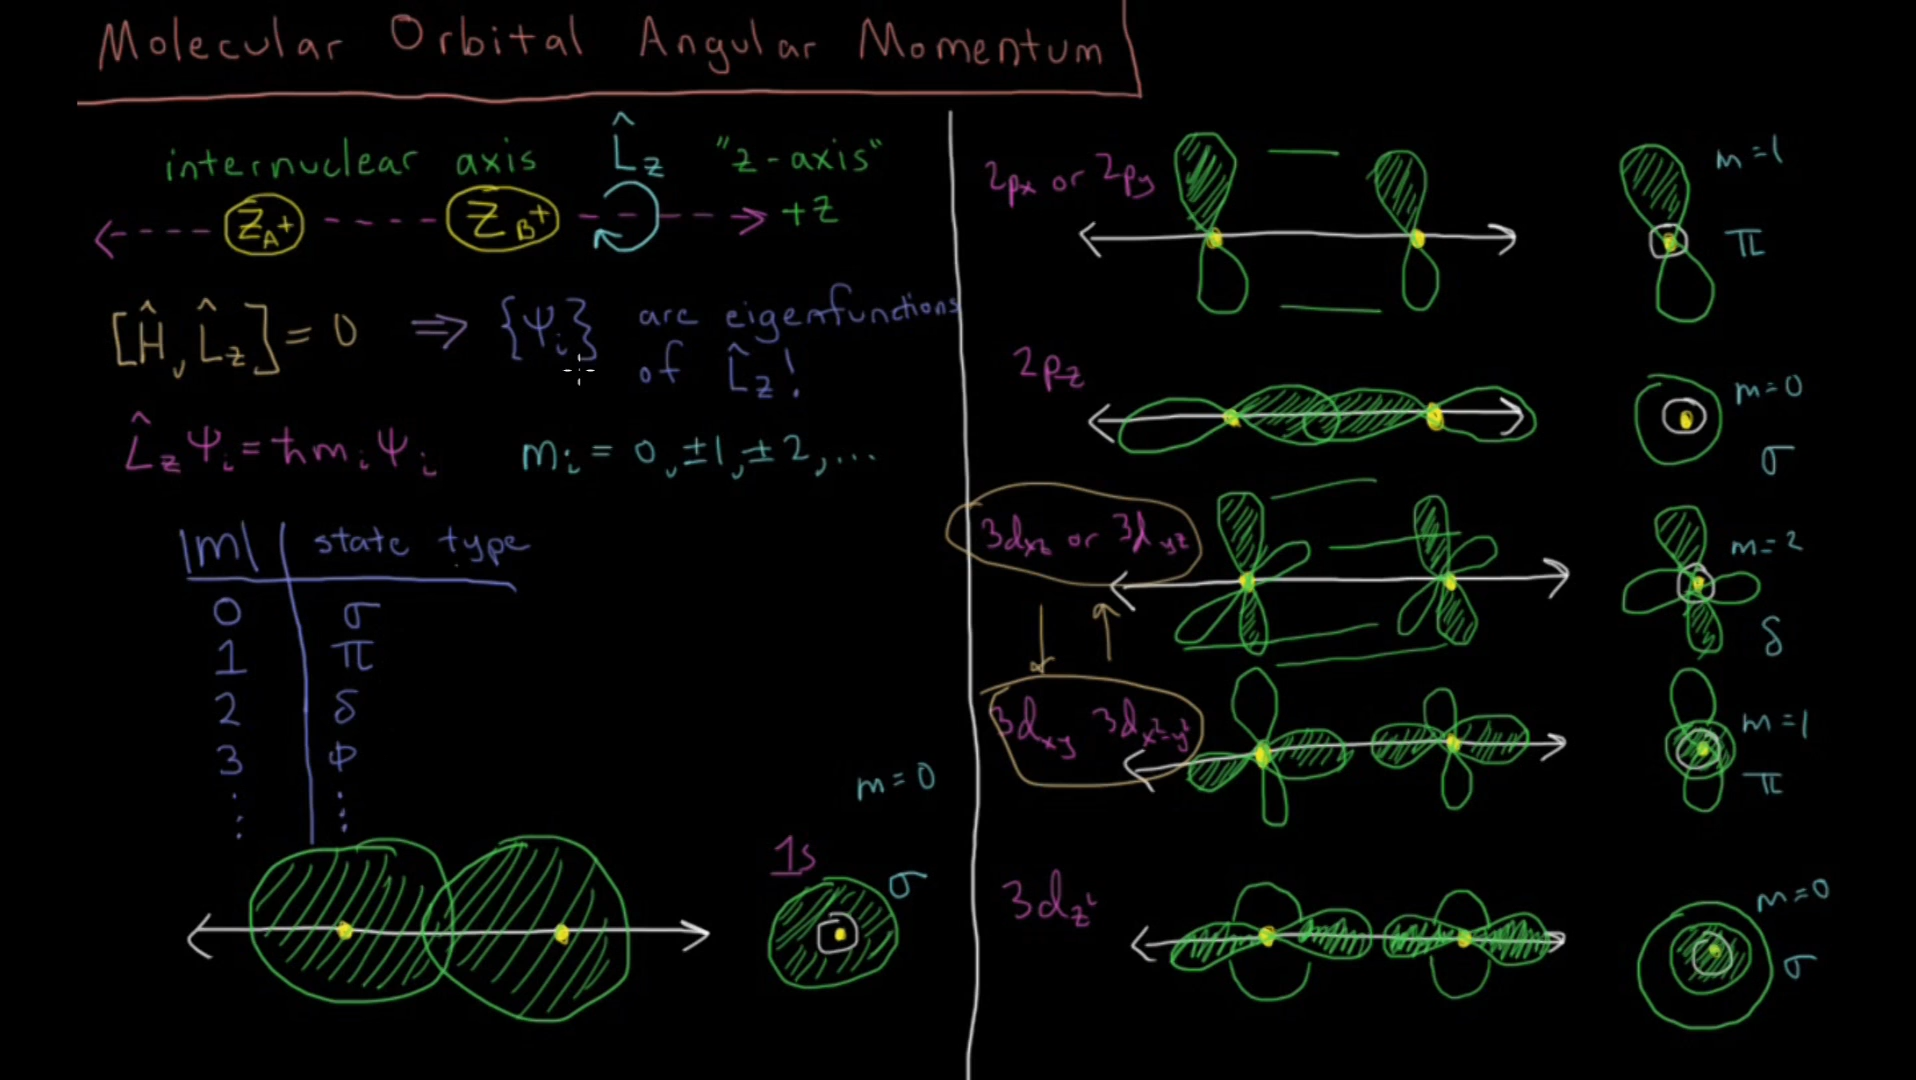 Molecular Orbital Angular Momentum
internuclear axis L̂z "z-axis"
Z_A+ Z_B+ +z
[Ĥ, L̂z] = 0 ⇒ {Ψi} are eigenfunctions
of L̂z!
L̂zΨi = ħmiΨi mi = 0, ±1, ±2, ...
|m| state type
0 σ
1 π
2 δ
3 φ
⋮ ⋮
m=0
1s
σ
2px or 2py
m=1
π
2pz
m=0
σ
3dxz or 3dyz
m=2
δ
3dxy 3dx²-y²
m=1
π
3dz²
m=0
σ